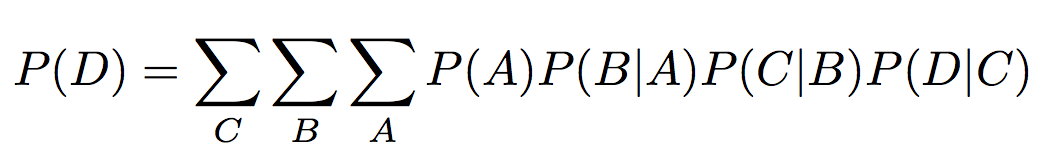 P(D) = ∑_C ∑_B ∑_A P(A)P(B|A)P(C|B)P(D|C)